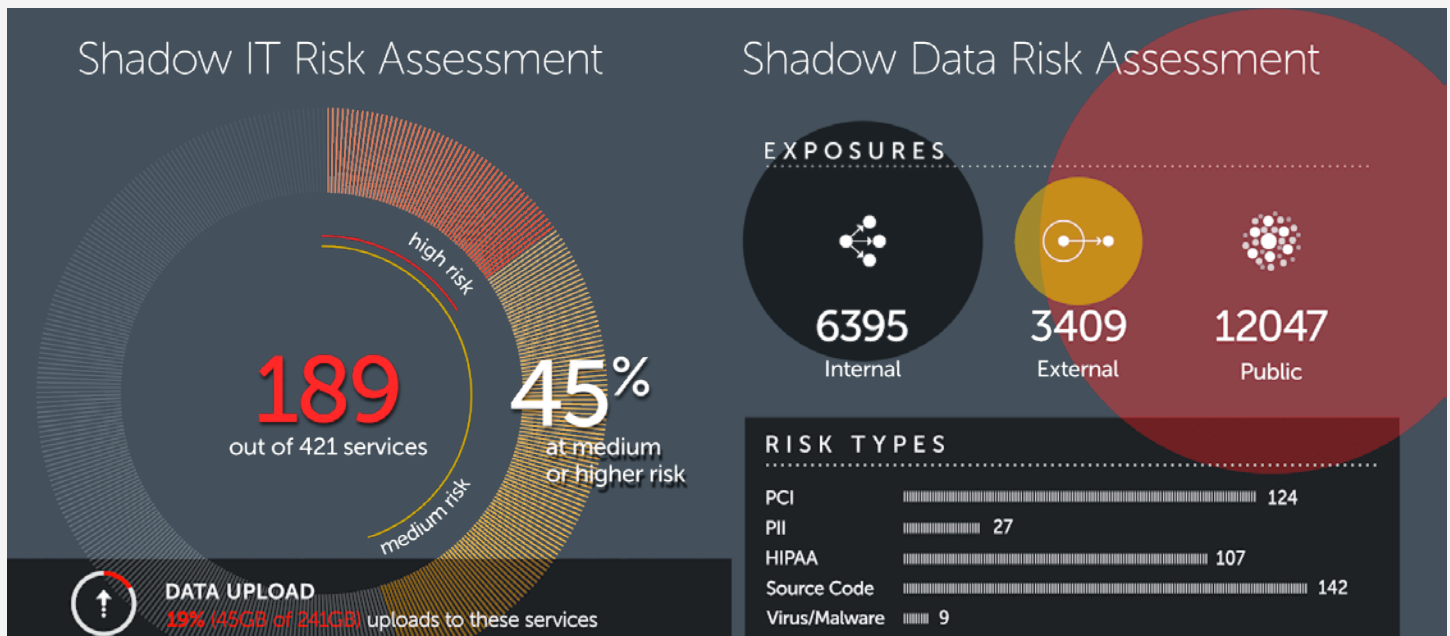 Shadow IT Risk Assessment
high risk
189
out of 421 services
45%
at medium
or higher risk
medium risk
DATA UPLOAD
19% (45GB of 241GB) uploads to these services
Shadow Data Risk Assessment
EXPOSURES
6395
Internal
3409
External
12047
Public
RISK TYPES
PCI 124
PII 27
HIPAA 107
Source Code 142
Virus/Malware 9